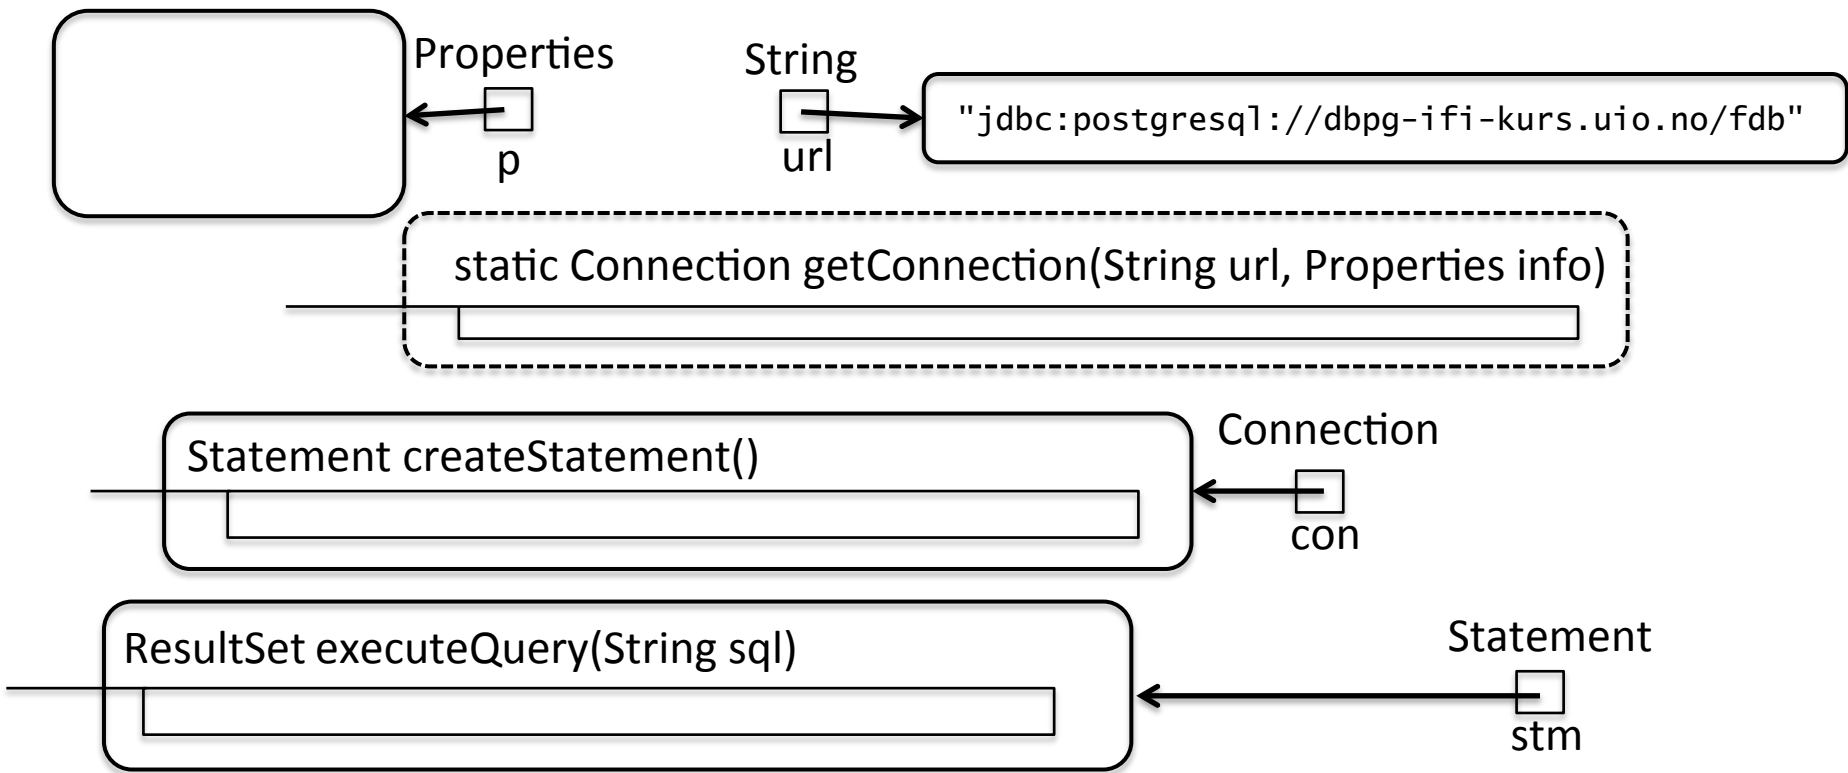 Properties
p
String
url
"jdbc:postgresql://dbpg-ifi-kurs.uio.no/fdb"
static Connection getConnection(String url, Properties info)
Statement createStatement()
Connection
con
ResultSet executeQuery(String sql)
Statement
stm